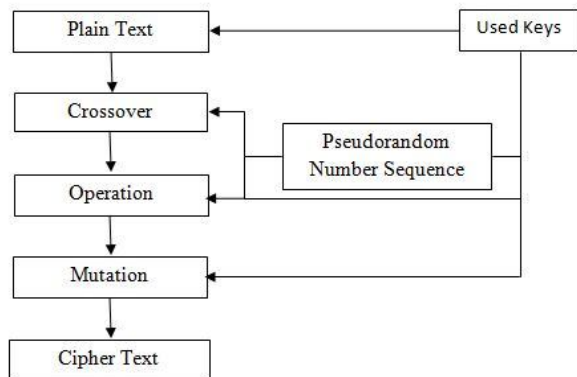 Plain Text
Used Keys
Crossover
Pseudorandom
Number Sequence
Operation
Mutation
Cipher Text